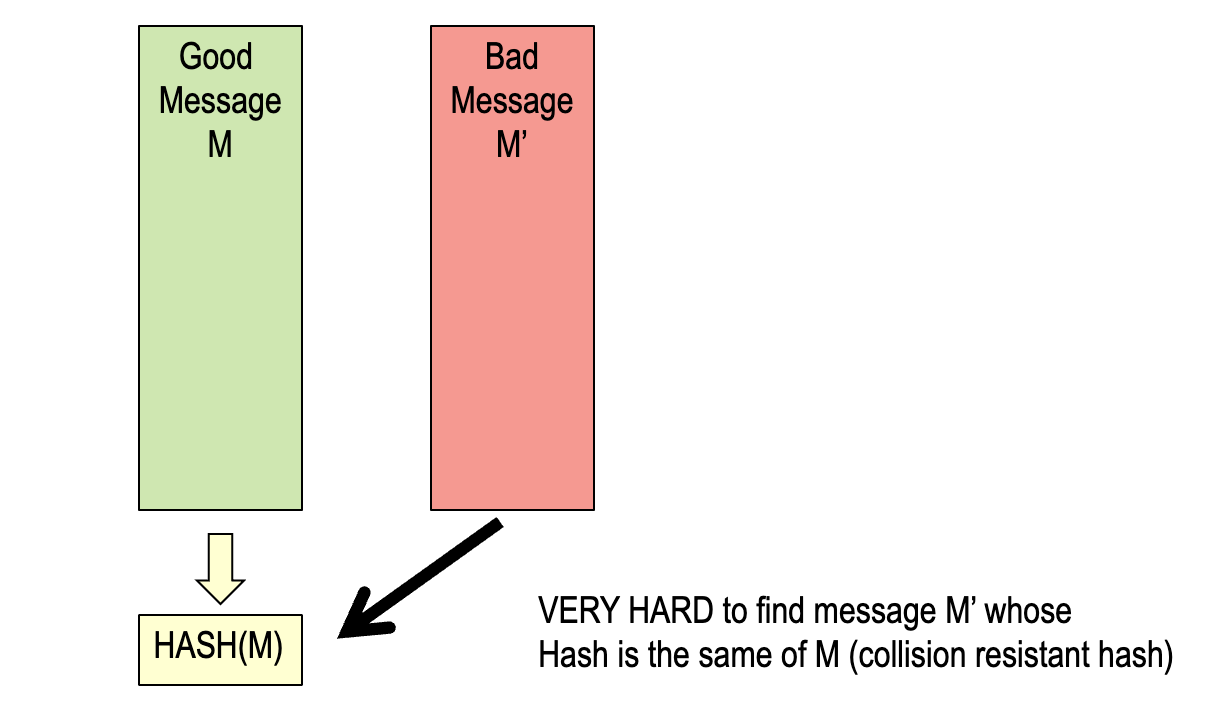 Good
Message
M
Bad
Message
M’
HASH(M)
VERY HARD to find message M’ whose
Hash is the same of M (collision resistant hash)